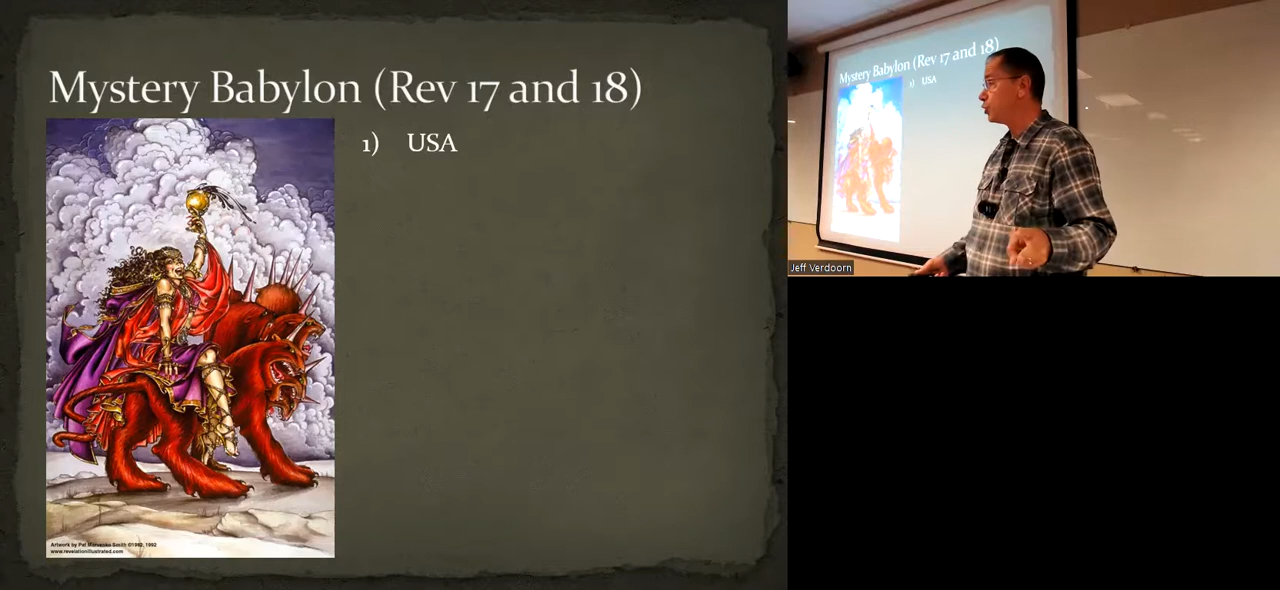 Mystery Babylon (Rev 17 and 18)
1) USA
Artwork by Pat Marvenko Smith ©1982, 1992
www.revelationillustrated.com
Mystery Babylon (Rev 17 and 18)
1) USA
Jeff Verdoorn